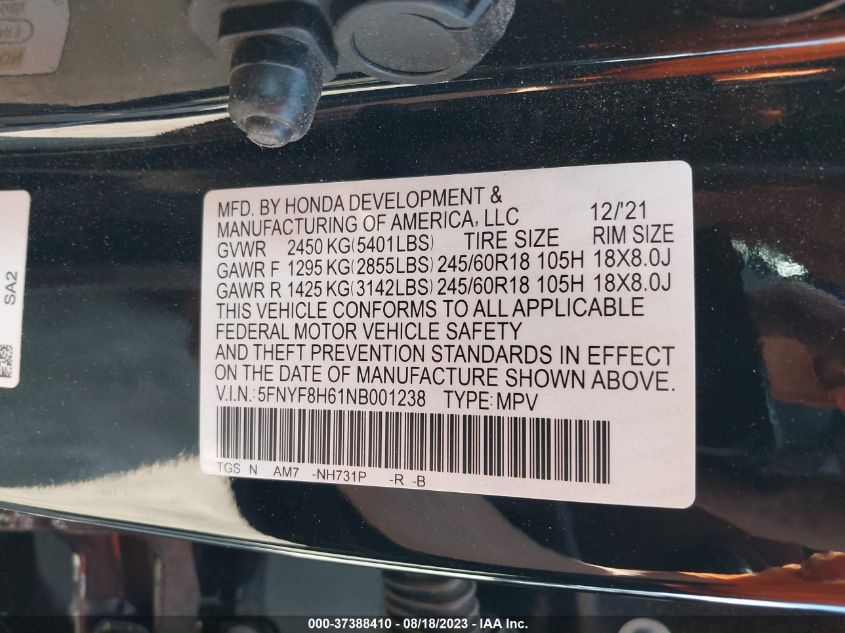 NO
SA2
MFD. BY HONDA DEVELOPMENT &
MANUFACTURING OF AMERICA, LLC 12/'21
GVWR 2450 KG(5401LBS) TIRE SIZE RIM SIZE
GAWR F 1295 KG(2855LBS) 245/60R18 105H 18X8.0J
GAWR R 1425 KG(3142LBS) 245/60R18 105H 18X8.0J
THIS VEHICLE CONFORMS TO ALL APPLICABLE
FEDERAL MOTOR VEHICLE SAFETY
AND THEFT PREVENTION STANDARDS IN EFFECT
ON THE DATE OF MANUFACTURE SHOWN ABOVE.
V.I.N.: 5FNYF8H61NB001238 TYPE: MPV
TGS N AM7 -NH731P -R -B
000-37388410 - 08/18/2023 - IAA Inc.